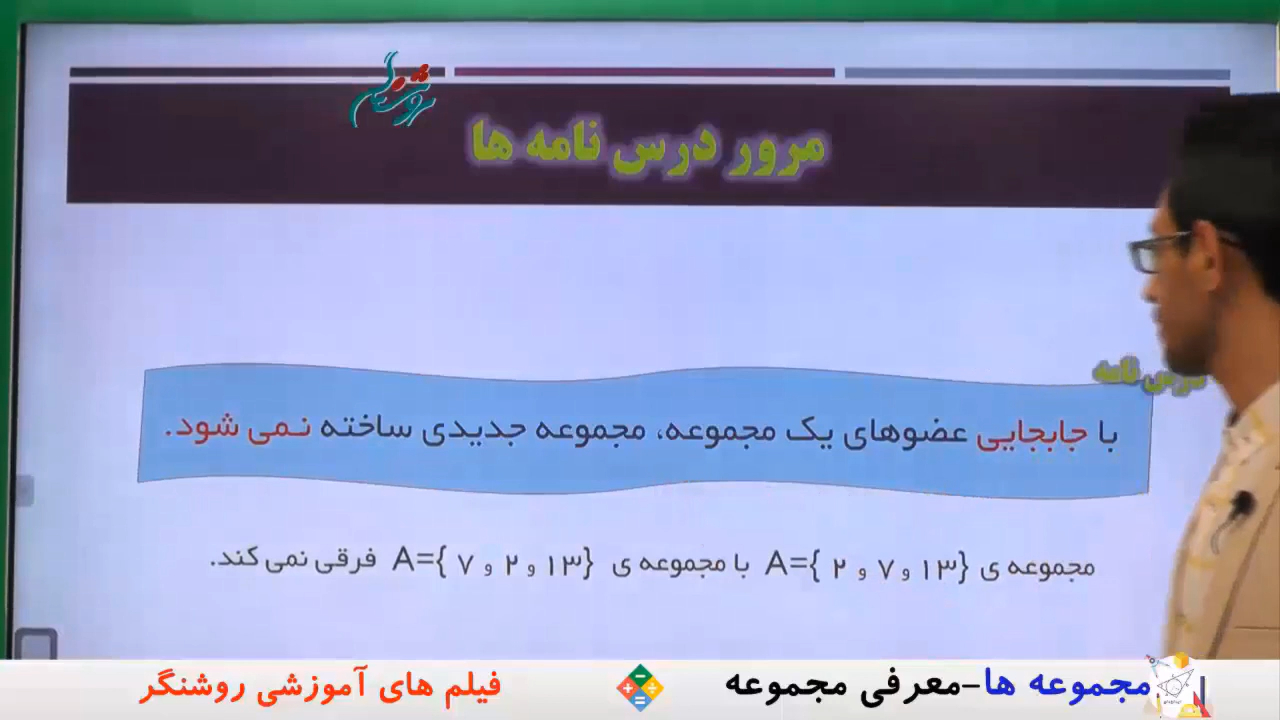 روشنگر
مرور درس نامه ها
درس نامه
با جابجایی عضوهای یک مجموعه، مجموعه جدیدی ساخته نمی شود.
مجموعه ی A={ ۲ و ۷ و ۱۳} با مجموعه ی A={ ۷ و ۲ و ۱۳} فرقی نمی کند.
مجموعه ها-معرفی مجموعه
فیلم های آموزشی روشنگر